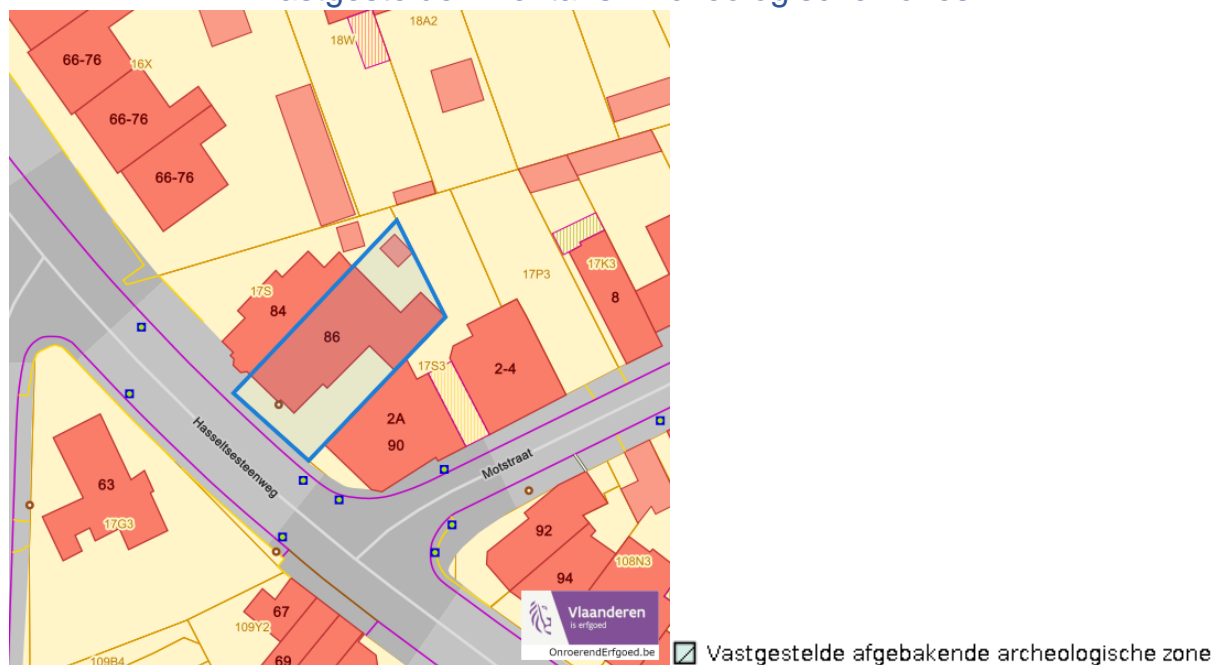 18A2
18W
66-76
16X
66-76
66-76
17P3
17K3
17S
84
8
86
17S3
2-4
2A
90
Hasseltsesteenweg
Motstraat
63
17G3
92
108N3
94
67
109Y2
69
109B4
Vlaanderen
is erfgoed
OnroerendErfgoed.be
Vastgestelde afgebakende archeologische zone